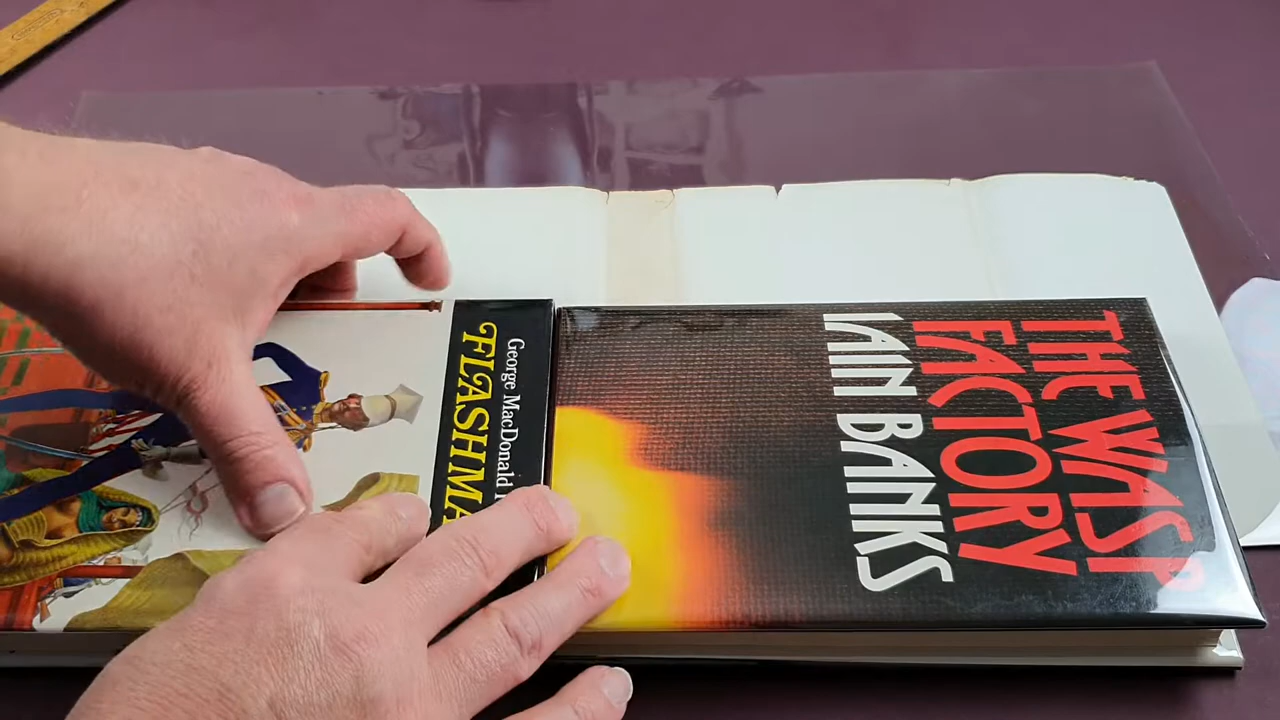 George MacDonald
FLASHMA
THE WASP
FACTORY
IAIN BANKS